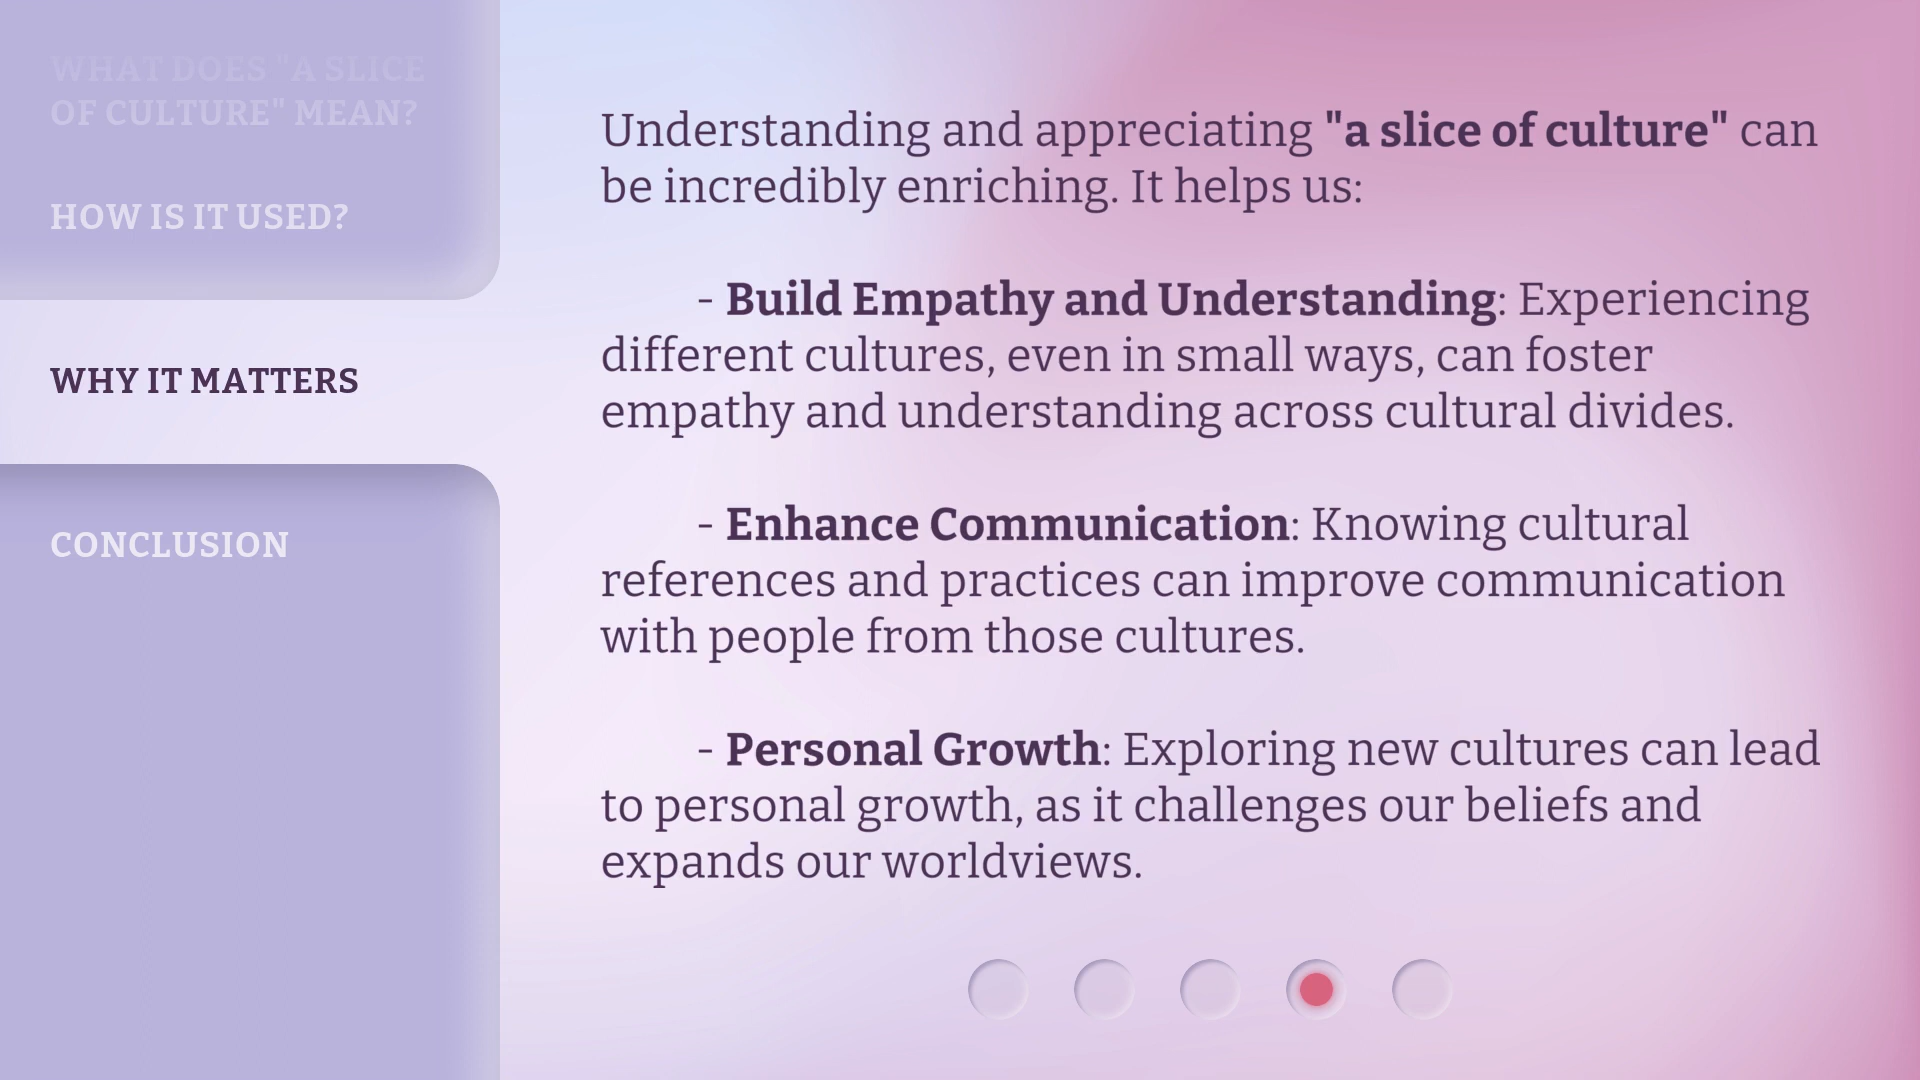 WHAT DOES "A SLICE
OF CULTURE" MEAN?
HOW IS IT USED?
WHY IT MATTERS
CONCLUSION
Understanding and appreciating "a slice of culture" can
be incredibly enriching. It helps us:
- Build Empathy and Understanding: Experiencing
different cultures, even in small ways, can foster
empathy and understanding across cultural divides.
- Enhance Communication: Knowing cultural
references and practices can improve communication
with people from those cultures.
- Personal Growth: Exploring new cultures can lead
to personal growth, as it challenges our beliefs and
expands our worldviews.